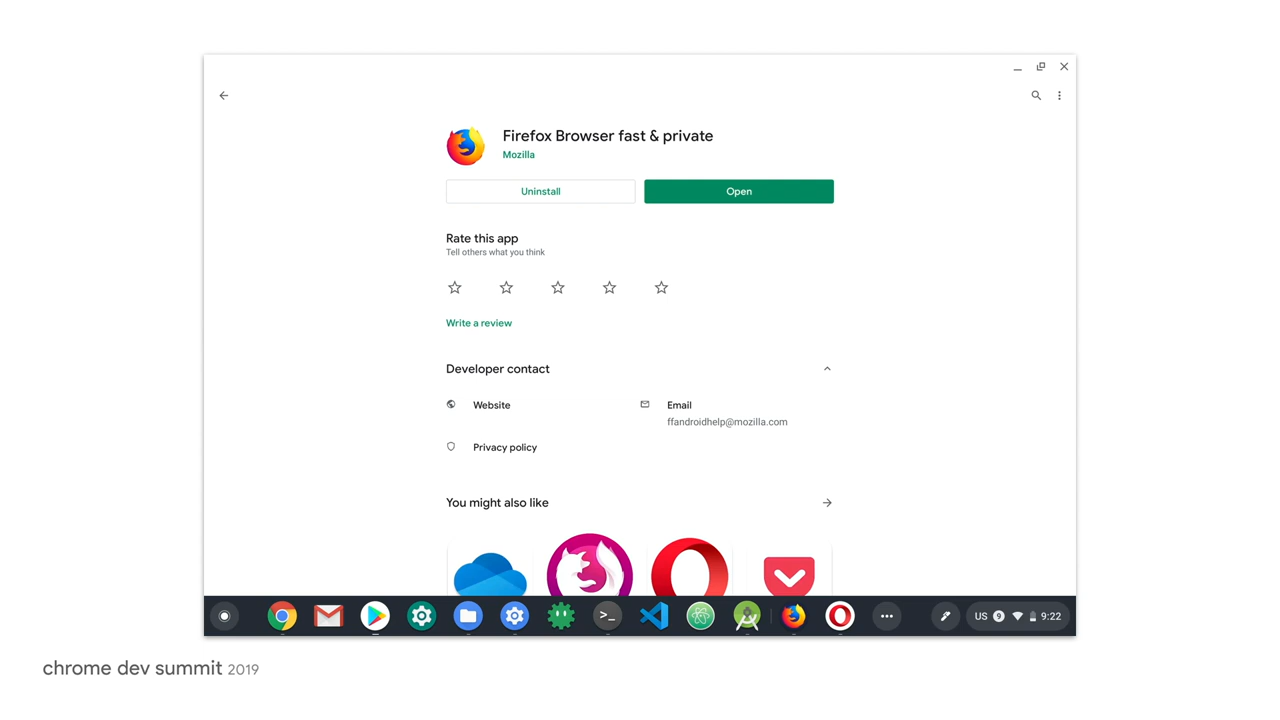 Firefox Browser fast & private
Mozilla
Uninstall
Open
Rate this app
Tell others what you think
Write a review
Developer contact
Website
Email
ffandroidhelp@mozilla.com
Privacy policy
You might also like
>_
US 9 9:22
chrome dev summit 2019